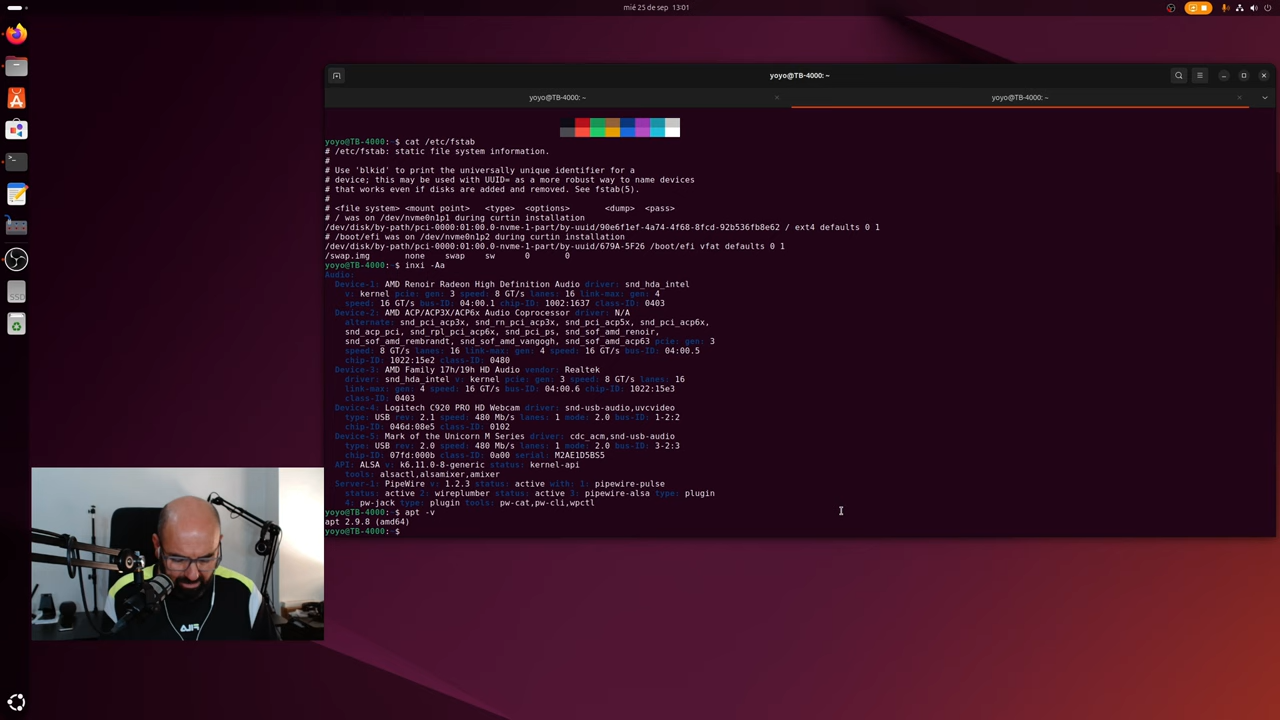 mié 25 de sep 13:01
yoyo@TB-4000: ~
yoyo@TB-4000: ~
yoyo@TB-4000: ~
yoyo@TB-4000: $ cat /etc/fstab
# /etc/fstab: static file system information.
#
# Use 'blkid' to print the universally unique identifier for a
# device; this may be used with UUID= as a more robust way to name devices
# that works even if disks are added and removed. See fstab(5).
#
# <file system> <mount point> <type> <options> <dump> <pass>
# / was on /dev/nvme0n1p1 during curtin installation
/dev/disk/by-path/pci-0000:01:00.0-nvme-1-part/by-uuid/90e6f1ef-4a74-4f68-8fcd-92b536fb8e62 / ext4 defaults 0 1
# /boot/efi was on /dev/nvme0n1p2 during curtin installation
/dev/disk/by-path/pci-0000:01:00.0-nvme-1-part/by-uuid/679A-5F26 /boot/efi vfat defaults 0 1
/swap.img none swap sw 0 0
yoyo@TB-4000: $ inxi -Aa
Audio:
Device-1: AMD Renoir Radeon High Definition Audio driver: snd_hda_intel
v: kernel pcie: gen: 3 speed: 8 GT/s lanes: 16 link-max: gen: 4
speed: 16 GT/s bus-ID: 04:00.1 chip-ID: 1002:1637 class-ID: 0403
Device-2: AMD ACP/ACP3X/ACP6x Audio Coprocessor driver: N/A
alternate: snd_pci_acp3x, snd_rn_pci_acp3x, snd_pci_acp5x, snd_pci_acp6x,
snd_acp_pci, snd_rpl_pci_acp6x, snd_pci_ps, snd_sof_amd_renoir,
snd_sof_amd_rembrandt, snd_sof_amd_vangogh, snd_sof_amd_acp63 pcie: gen: 3
speed: 8 GT/s lanes: 16 link-max: gen: 4 speed: 16 GT/s bus-ID: 04:00.5
chip-ID: 1022:15e2 class-ID: 0480
Device-3: AMD Family 17h/19h HD Audio vendor: Realtek
driver: snd_hda_intel v: kernel pcie: gen: 3 speed: 8 GT/s lanes: 16
link-max: gen: 4 speed: 16 GT/s bus-ID: 04:00.6 chip-ID: 1022:15e3
class-ID: 0403
Device-4: Logitech C920 PRO HD Webcam driver: snd-usb-audio,uvcvideo
type: USB rev: 2.1 speed: 480 Mb/s lanes: 1 mode: 2.0 bus-ID: 1-2:2
chip-ID: 046d:08e5 class-ID: 0102
Device-5: Mark of the Unicorn M Series driver: cdc_acm,snd-usb-audio
type: USB rev: 2.0 speed: 480 Mb/s lanes: 1 mode: 2.0 bus-ID: 3-2:3
chip-ID: 07fd:000b class-ID: 0a00 serial: M2AE1D5BS5
API: ALSA v: k6.11.0-8-generic status: kernel-api
tools: alsactl,alsamixer,amixer
Server-1: PipeWire v: 1.2.3 status: active with: 1: pipewire-pulse
status: active 2: wireplumber status: active 3: pipewire-alsa type: plugin
4: pw-jack type: plugin tools: pw-cat,pw-cli,wpctl
yoyo@TB-4000: $ apt -v
apt 2.9.8 (amd64)
yoyo@TB-4000: $
FILA
SSD